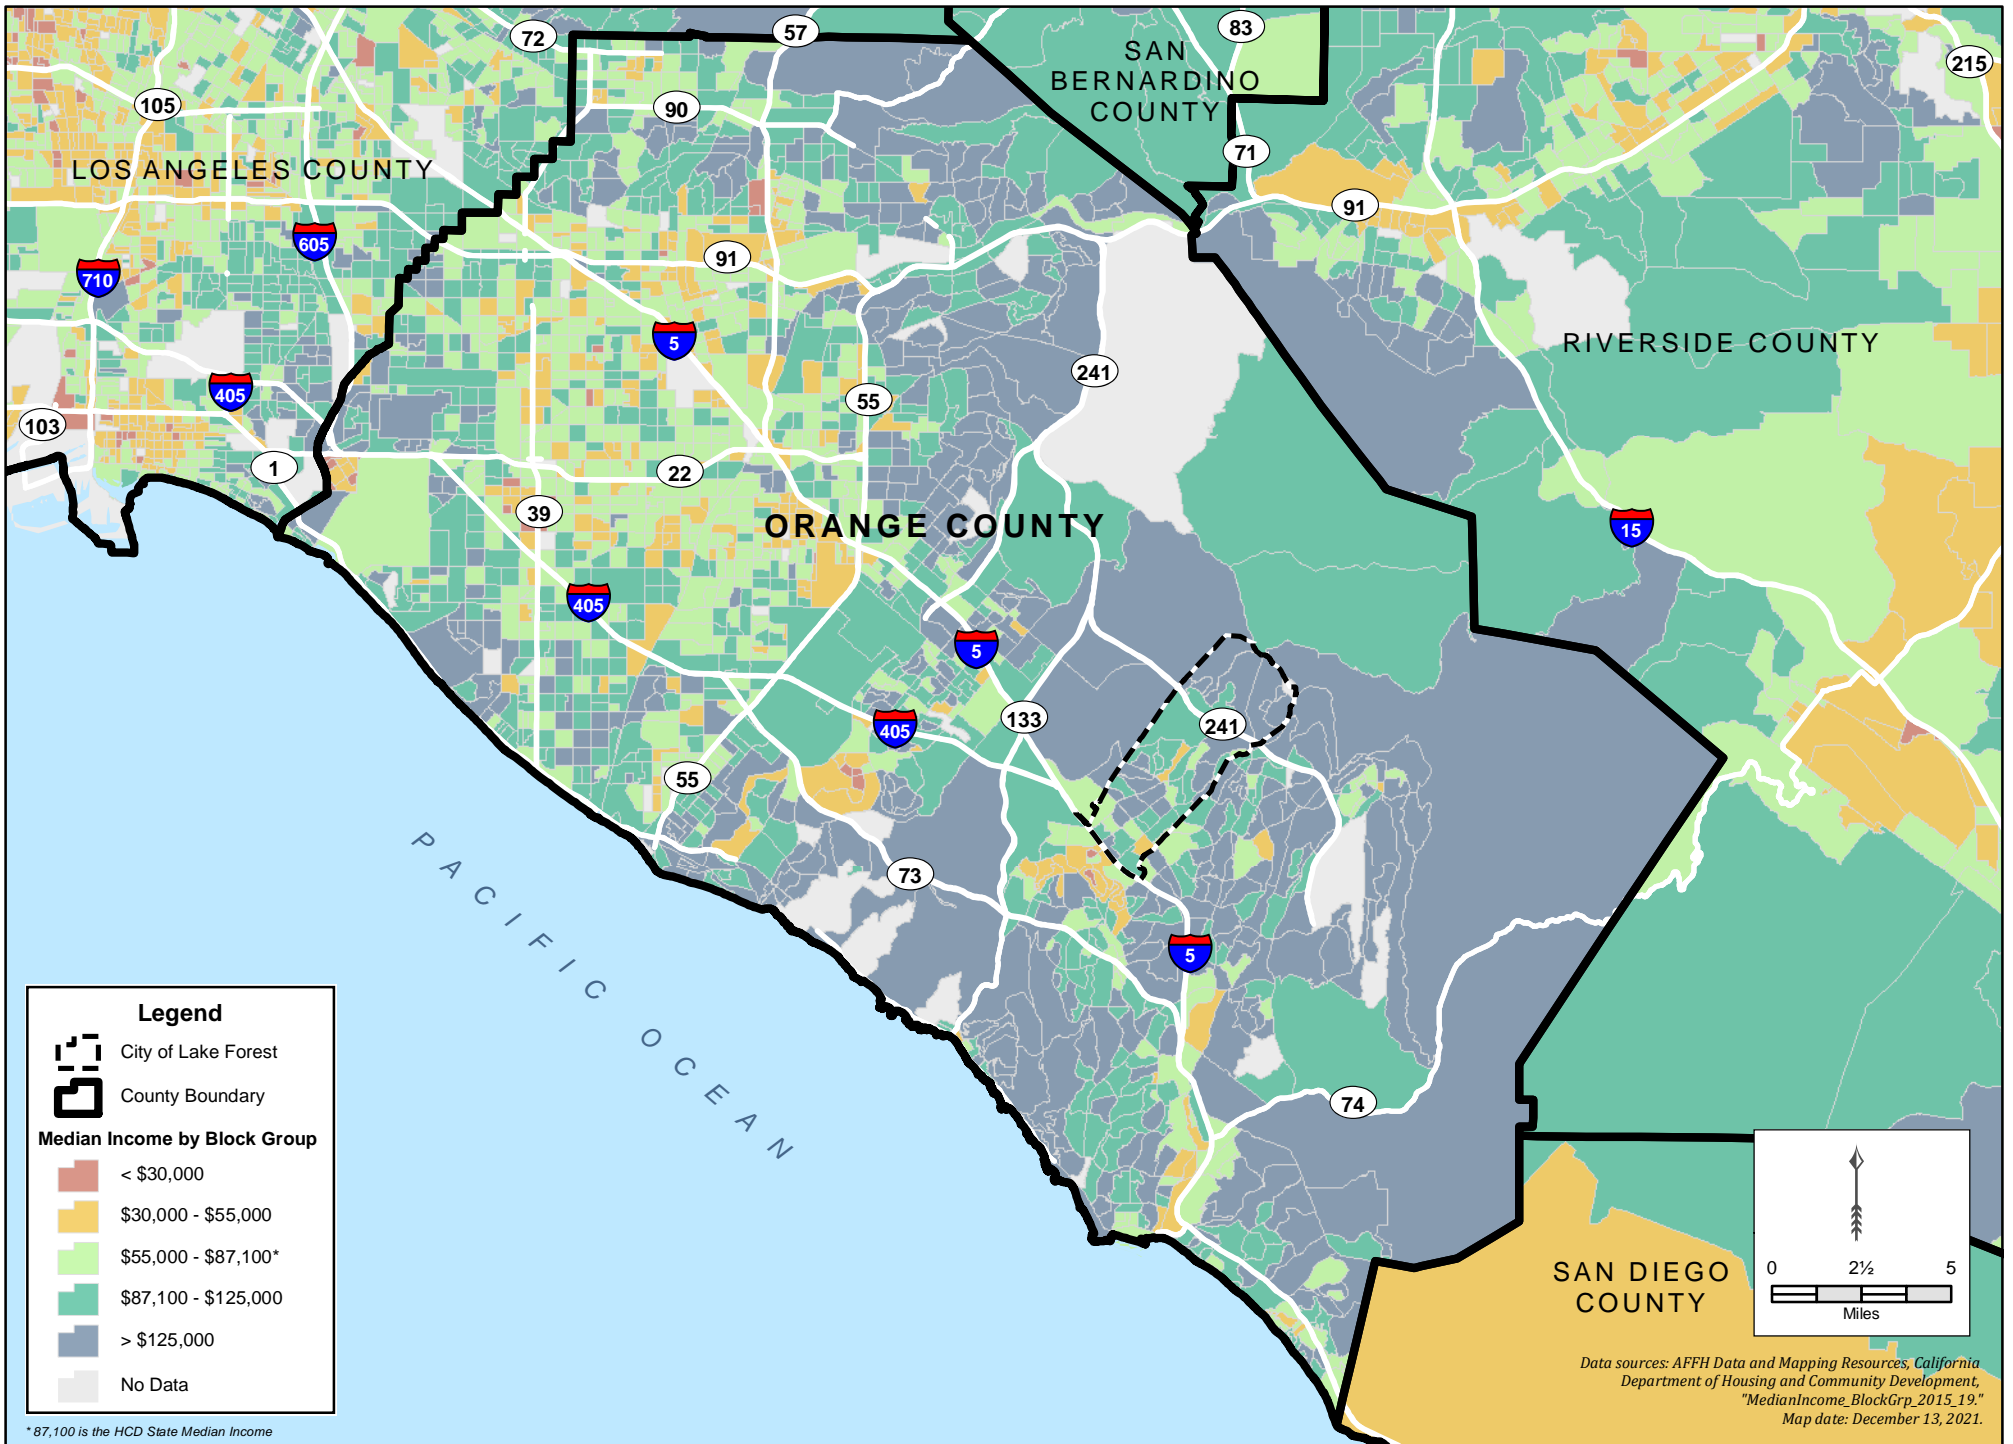 72
57
83
SAN
BERNARDINO
COUNTY
215
105
90
LOS ANGELES COUNTY
71
91
605
91
710
5
RIVERSIDE COUNTY
241
405
55
103
1
22
39
ORANGE COUNTY
15
405
5
133
405
241
55
73
PACIFIC OCEAN
5
74
Legend
City of Lake Forest
County Boundary
Median Income by Block Group
< $30,000
$30,000 - $55,000
$55,000 - $87,100*
$87,100 - $125,000
> $125,000
No Data
* 87,100 is the HCD State Median Income
SAN DIEGO
COUNTY
0 2½ 5
Miles
Data sources: AFFH Data and Mapping Resources, California
Department of Housing and Community Development,
"MedianIncome_BlockGrp_2015_19."
Map date: December 13, 2021.